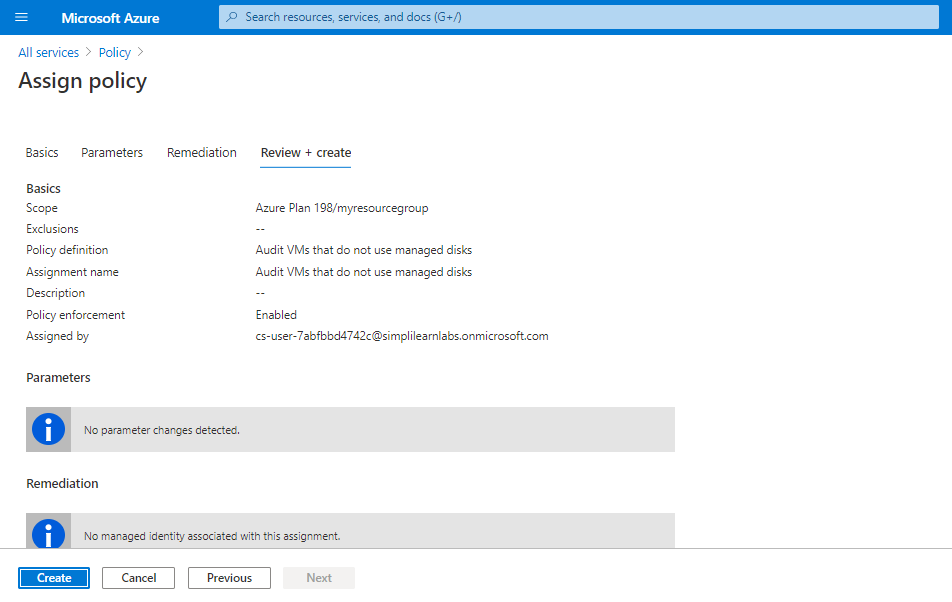 Microsoft Azure
Search resources, services, and docs (G+/)
All services > Policy >
Assign policy
Basics Parameters Remediation Review + create
Basics
Scope Azure Plan 198/myresourcegroup
Exclusions --
Policy definition Audit VMs that do not use managed disks
Assignment name Audit VMs that do not use managed disks
Description --
Policy enforcement Enabled
Assigned by cs-user-7abfbbd4742c@simplilearnlabs.onmicrosoft.com
Parameters
No parameter changes detected.
Remediation
No managed identity associated with this assignment.
Create Cancel Previous Next